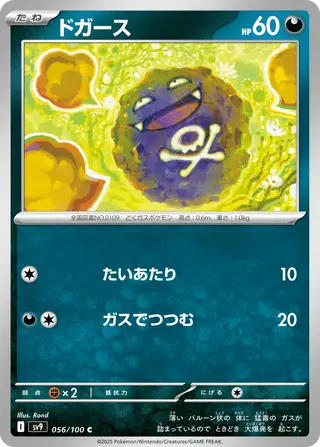 たね
ドガース
HP60
全国図鑑NO.0109 どくガスポケモン 高さ:0.6m 重さ:1.0kg
たいあたり 10
ガスでつつむ 20
弱点 ×2 抵抗力 にげる
Illus. Rond
薄い バルーン状の 体に 猛毒の ガスが
詰まっているので ときどき 大爆発を 起こす。
I sv9 056/100 C
©2025 Pokémon/Nintendo/Creatures/GAME FREAK.